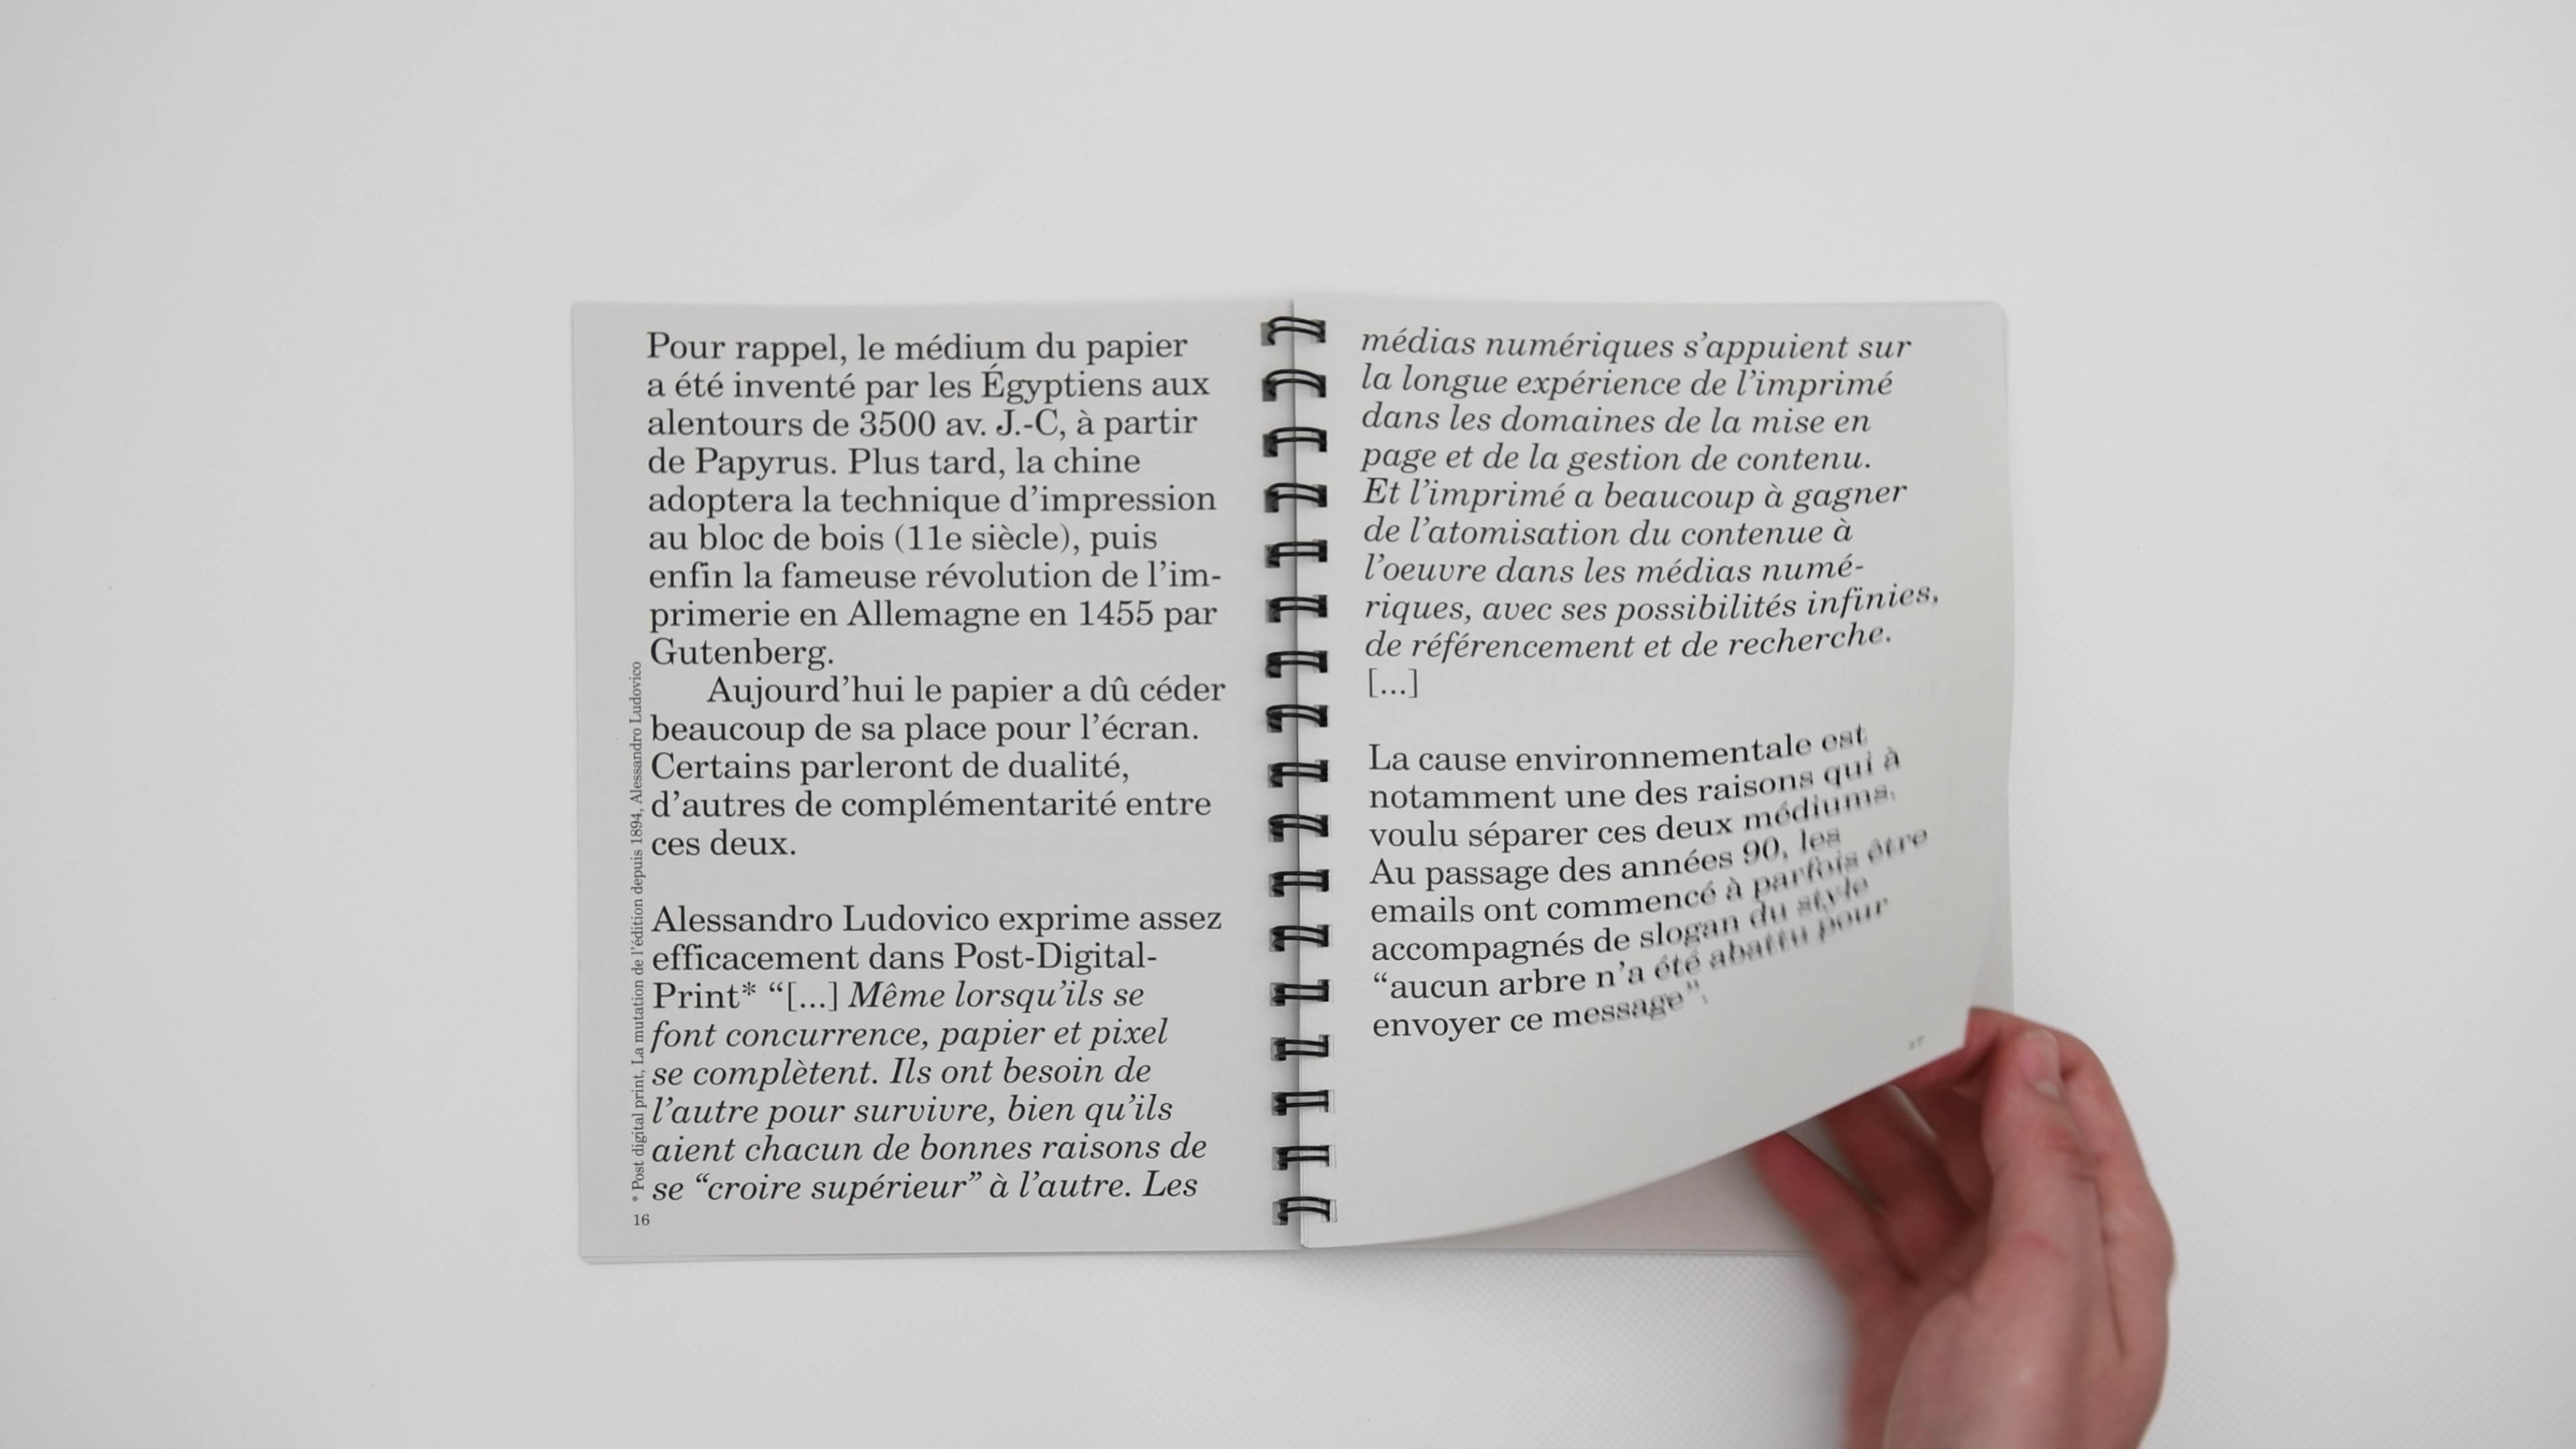 Pour rappel, le médium du papier
a été inventé par les Égyptiens aux
alentours de 3500 av. J.-C, à partir
de Papyrus. Plus tard, la chine
adoptera la technique d’impression
au bloc de bois (11e siècle), puis
enfin la fameuse révolution de l’im-
primerie en Allemagne en 1455 par
Gutenberg.
Aujourd’hui le papier a dû céder
beaucoup de sa place pour l’écran.
Certains parleront de dualité,
d’autres de complémentarité entre
ces deux.
Alessandro Ludovico exprime assez
efficacement dans Post-Digital-
Print* “[...] Même lorsqu’ils se
font concurrence, papier et pixel
se complètent. Ils ont besoin de
l’autre pour survivre, bien qu’ils
aient chacun de bonnes raisons de
se “croire supérieur” à l’autre. Les
* Post digital print, La mutation de l’édition depuis 1894, Alessandro Ludovico
16
médias numériques s’appuient sur
la longue expérience de l’imprimé
dans les domaines de la mise en
page et de la gestion de contenu.
Et l’imprimé a beaucoup à gagner
de l’atomisation du contenue à
l’oeuvre dans les médias numé-
riques, avec ses possibilités infinies,
de référencement et de recherche.
[...]
La cause environnementale est
notamment une des raisons qui à
voulu séparer ces deux médiums.
Au passage des années 90, les
emails ont commencé à parfois être
accompagnés de slogan du style
“aucun arbre n’a été abattu pour
envoyer ce message”.
17